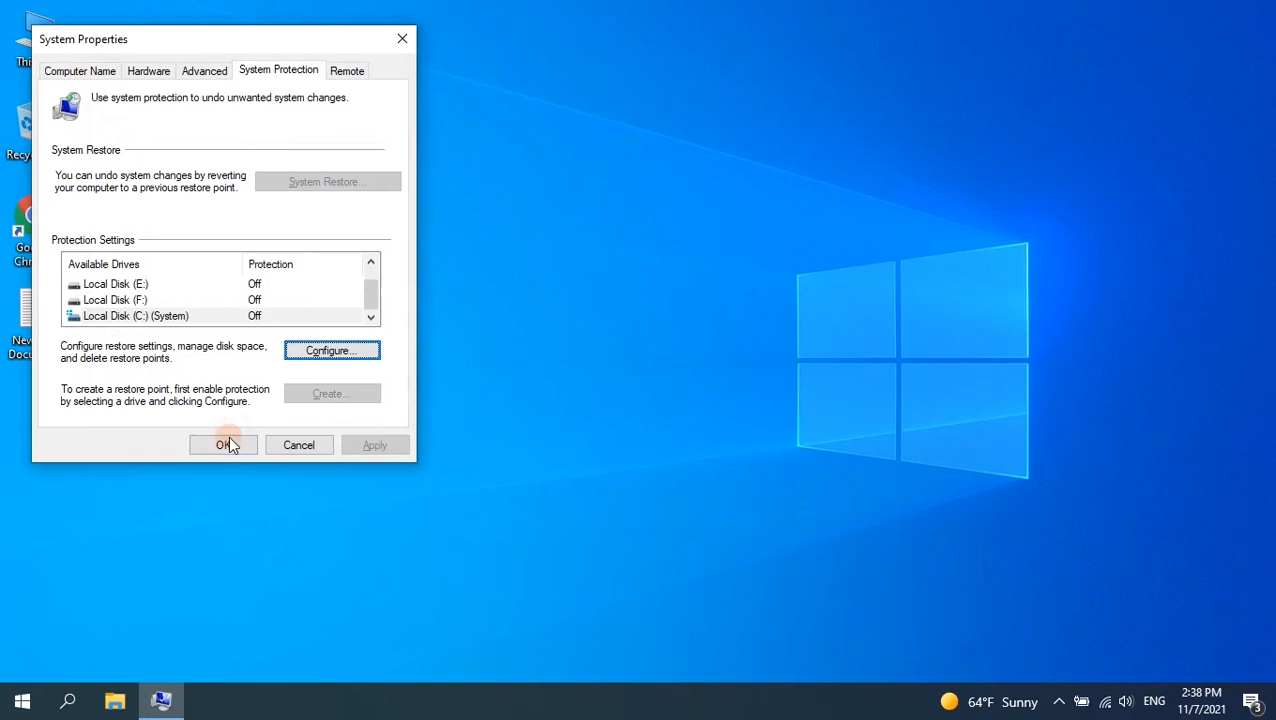 System Properties
Computer Name
Hardware
Advanced
System Protection
Remote
Use system protection to undo unwanted system changes.
System Restore
You can undo system changes by reverting
your computer to a previous restore point.
System Restore...
Protection Settings
Available Drives
Protection
Local Disk (E:)
Off
Local Disk (F:)
Off
Local Disk (C:) (System)
Off
Configure restore settings, manage disk space,
and delete restore points.
Configure...
To create a restore point, first enable protection
by selecting a drive and clicking Configure.
Create...
OK
Cancel
Apply
64°F Sunny
ENG
2:38 PM
11/7/2021
3